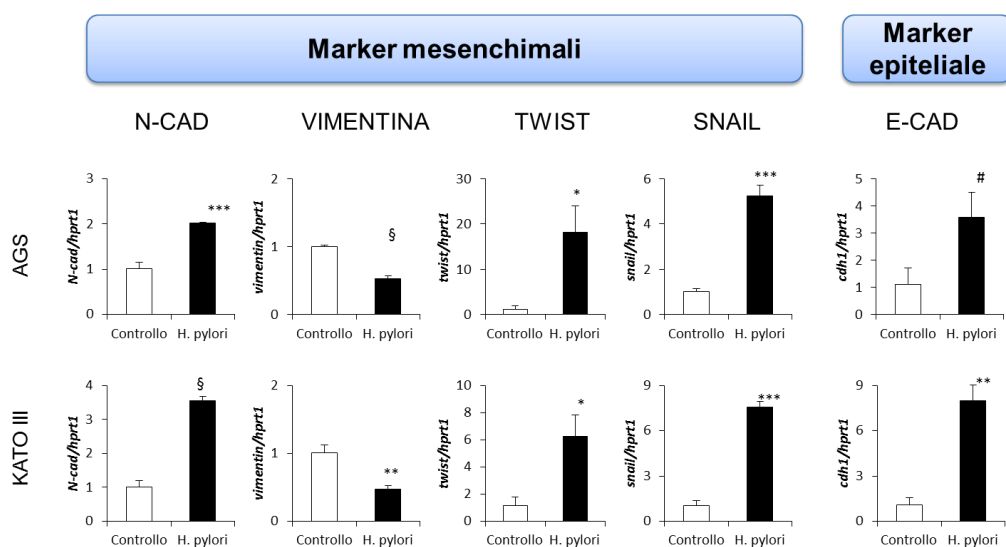 Marker mesenchimali
Marker
epiteliale
N-CAD VIMENTINA TWIST SNAIL E-CAD
AGS
N-cad/hprt1
3
2
1
0
***
Controllo H. pylori
vimentin/hprt1
2
1
0
§
Controllo H. pylori
twist/hprt1
30
20
10
0
*
Controllo H. pylori
snail/hprt1
6
4
2
0
***
Controllo H. pylori
cdh1/hprt1
5
4
3
2
1
0
#
Controllo H. pylori
KATO III
N-cad/hprt1
4
3
2
1
0
§
Controllo H. pylori
vimentin/hprt1
2
1
0
**
Controllo H. pylori
twist/hprt1
10
8
6
4
2
0
*
Controllo H. pylori
snail/hprt1
9
6
3
0
***
Controllo H. pylori
cdh1/hprt1
9
6
3
0
**
Controllo H. pylori